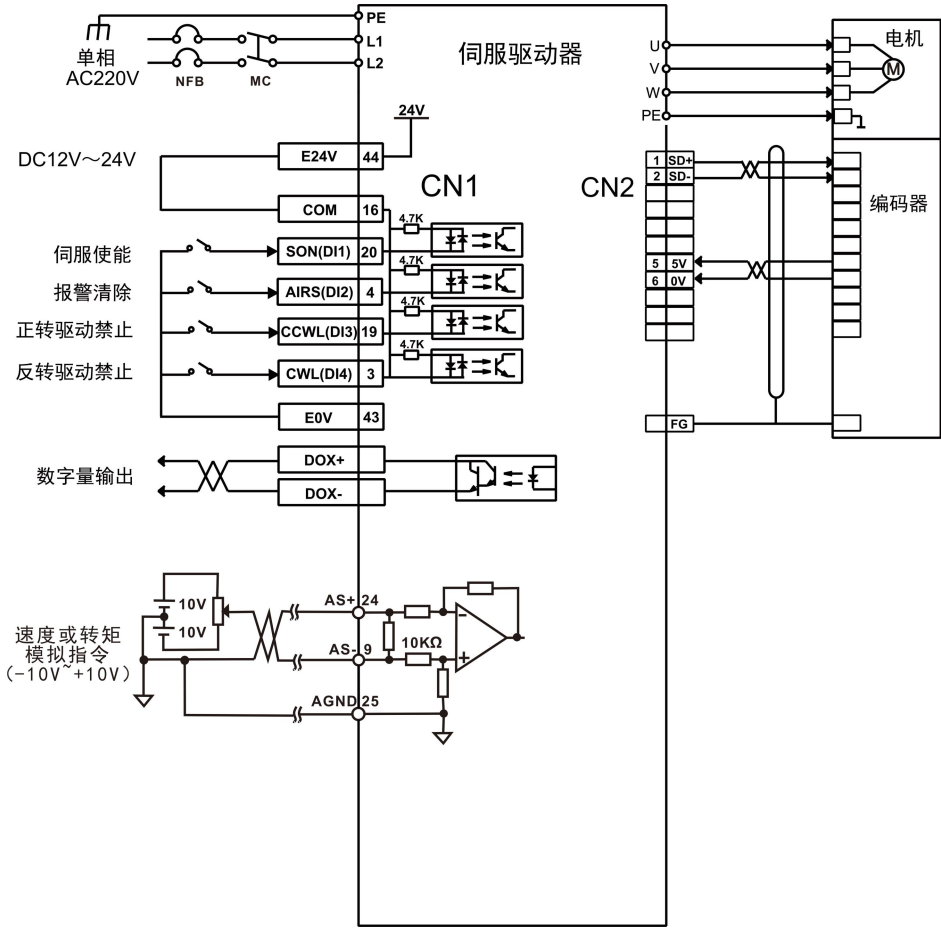 PE
L1
L2
单相
AC220V
NFB
MC
伺服驱动器
U
V
W
PE
电机
M
24V
DC12V～24V
E24V 44
COM 16
CN1
CN2
4.7K
伺服使能
SON(DI1) 20
4.7K
报警清除
AIRS(DI2) 4
4.7K
正转驱动禁止
CCWL(DI3) 19
4.7K
反转驱动禁止
CWL(DI4) 3
E0V 43
1 SD+
2 SD-
5 5V
6 0V
FG
编码器
数字量输出
DOX+
DOX-
10V
10V
速度或转矩
模拟指令
(-10V~+10V)
AS+ 24
AS- 9
10KΩ
AGND 25
-
+